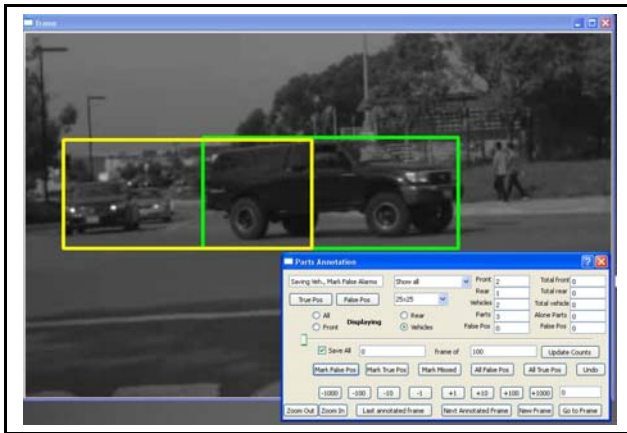 Frames
Parts Annotation
Saving Veh., Mark False Alarms Show all Front 2 Total front 0
Rear 1 Total rear 0
True Pos False Pos 25x25 Vehicles 2 Total vehicle 0
All Rear Parts 3 Alone Parts 0
Front Displaying Vehicles False Pos 0 False Pos 0
Save All 0 frame of 100 Update Counts
Mark False Pos Mark True Pos Mark Missed All False Pos All True Pos Undo
-1000 -100 -10 -1 +1 +10 +100 +1000 0
Zoom Out Zoom In Last annotated frame Next Annotated Frame New Frame Go to Frame